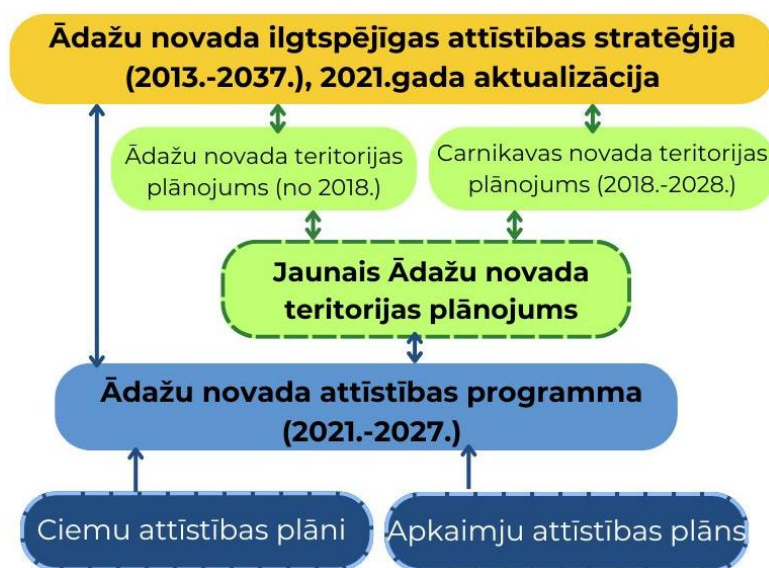 Ādažu novada ilgtspējīgas attīstības stratēģija
(2013.-2037.), 2021.gada aktualizācija
Ādažu novada teritorijas
plānojums (no 2018.)
Carnikavas novada teritorijas
plānojums (2018.-2028.)
Jaunais Ādažu novada
teritorijas plānojums
Ādažu novada attīstības programma
(2021.-2027.)
Ciemu attīstības plāni
Apkaimju attīstības plāns